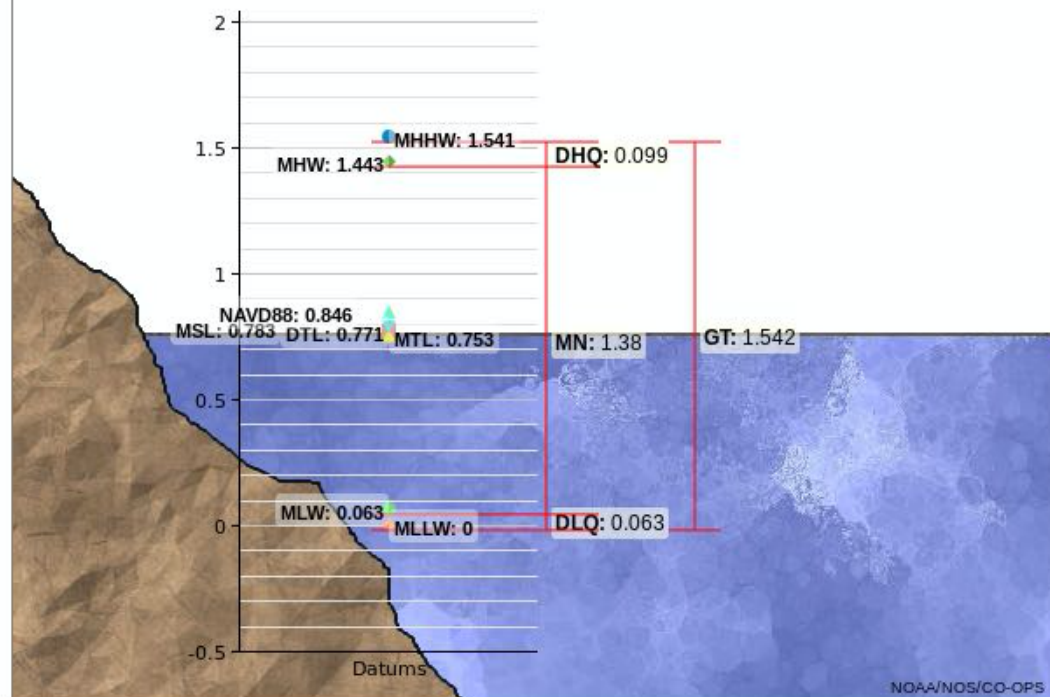 2
MHHW: 1.541
1.5
DHQ: 0.099
MHW: 1.443
1
NAVD88: 0.846
MSL: 0.783
DTL: 0.771
MTL: 0.753
MN: 1.38
GT: 1.542
0.5
MLW: 0.063
0
MLLW: 0
DLQ: 0.063
-0.5
Datums
NOAA/NOS/CO-OPS